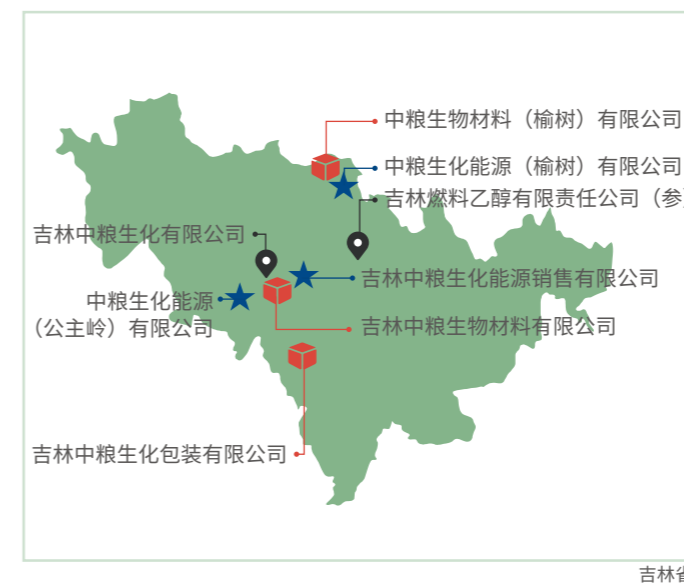 中粮生物材料（榆树）有限公司
中粮生化能源（榆树）有限公司
吉林燃料乙醇有限责任公司（参
吉林中粮生化有限公司
吉林中粮生化能源销售有限公司
中粮生化能源
（公主岭）有限公司
吉林中粮生物材料有限公司
吉林中粮生化包装有限公司
吉林省